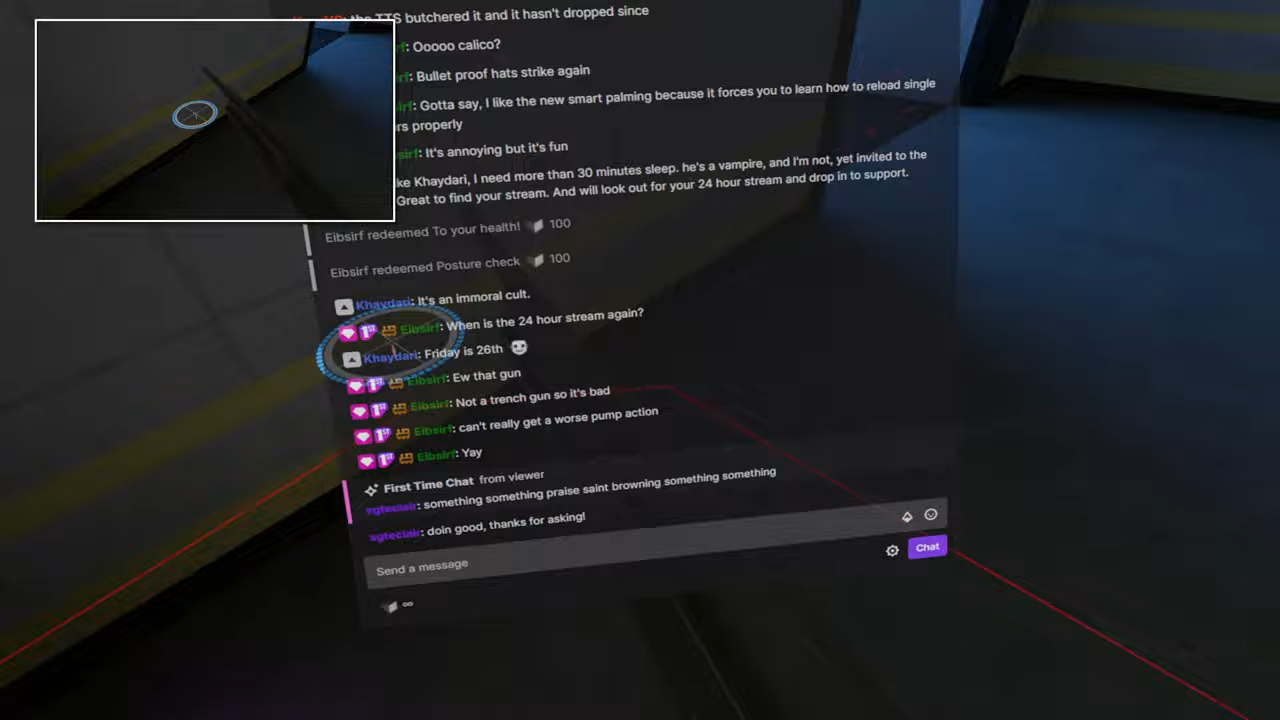 the TTS butchered it and it hasn't dropped since
: Ooooo calico?
: Bullet proof hats strike again
: Gotta say, I like the new smart palming because it forces you to learn how to reload single
rs properly
: It's annoying but it's fun
ke Khaydari, I need more than 30 minutes sleep. he's a vampire, and I'm not, yet invited to the
Great to find your stream. And will look out for your 24 hour stream and drop in to support.
Eibsirf redeemed To your health! 100
Eibsirf redeemed Posture check 100
Khaydari: It's an immoral cult.
1ST Eibsirf: When is the 24 hour stream again?
Khaydari: Friday is 26th
1ST Eibsirf: Ew that gun
1ST Eibsirf: Not a trench gun so it's bad
1ST Eibsirf: can't really get a worse pump action
1ST Eibsirf: Yay
First Time Chat from viewer
sgteclair: something something praise saint browning something something
sgteclair: doin good, thanks for asking!
Send a message
Chat
∞